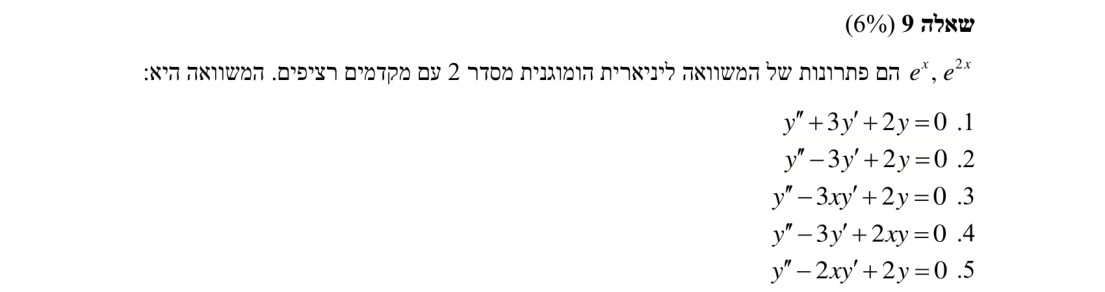 שאלה 9 (6%)
e^x, e^{2x} הם פתרונות של המשוואה ליניארית הומוגנית מסדר 2 עם מקדמים רציפים. המשוואה היא:
1. y″ + 3y′ + 2y = 0
2. y″ − 3y′ + 2y = 0
3. y″ − 3xy′ + 2y = 0
4. y″ − 3y′ + 2xy = 0
5. y″ − 2xy′ + 2y = 0